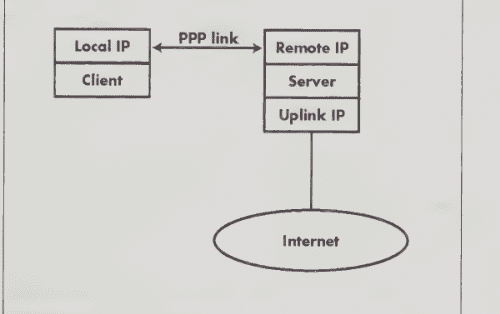 PPP link
Local IP
Client
Remote IP
Server
Uplink IP
Internet